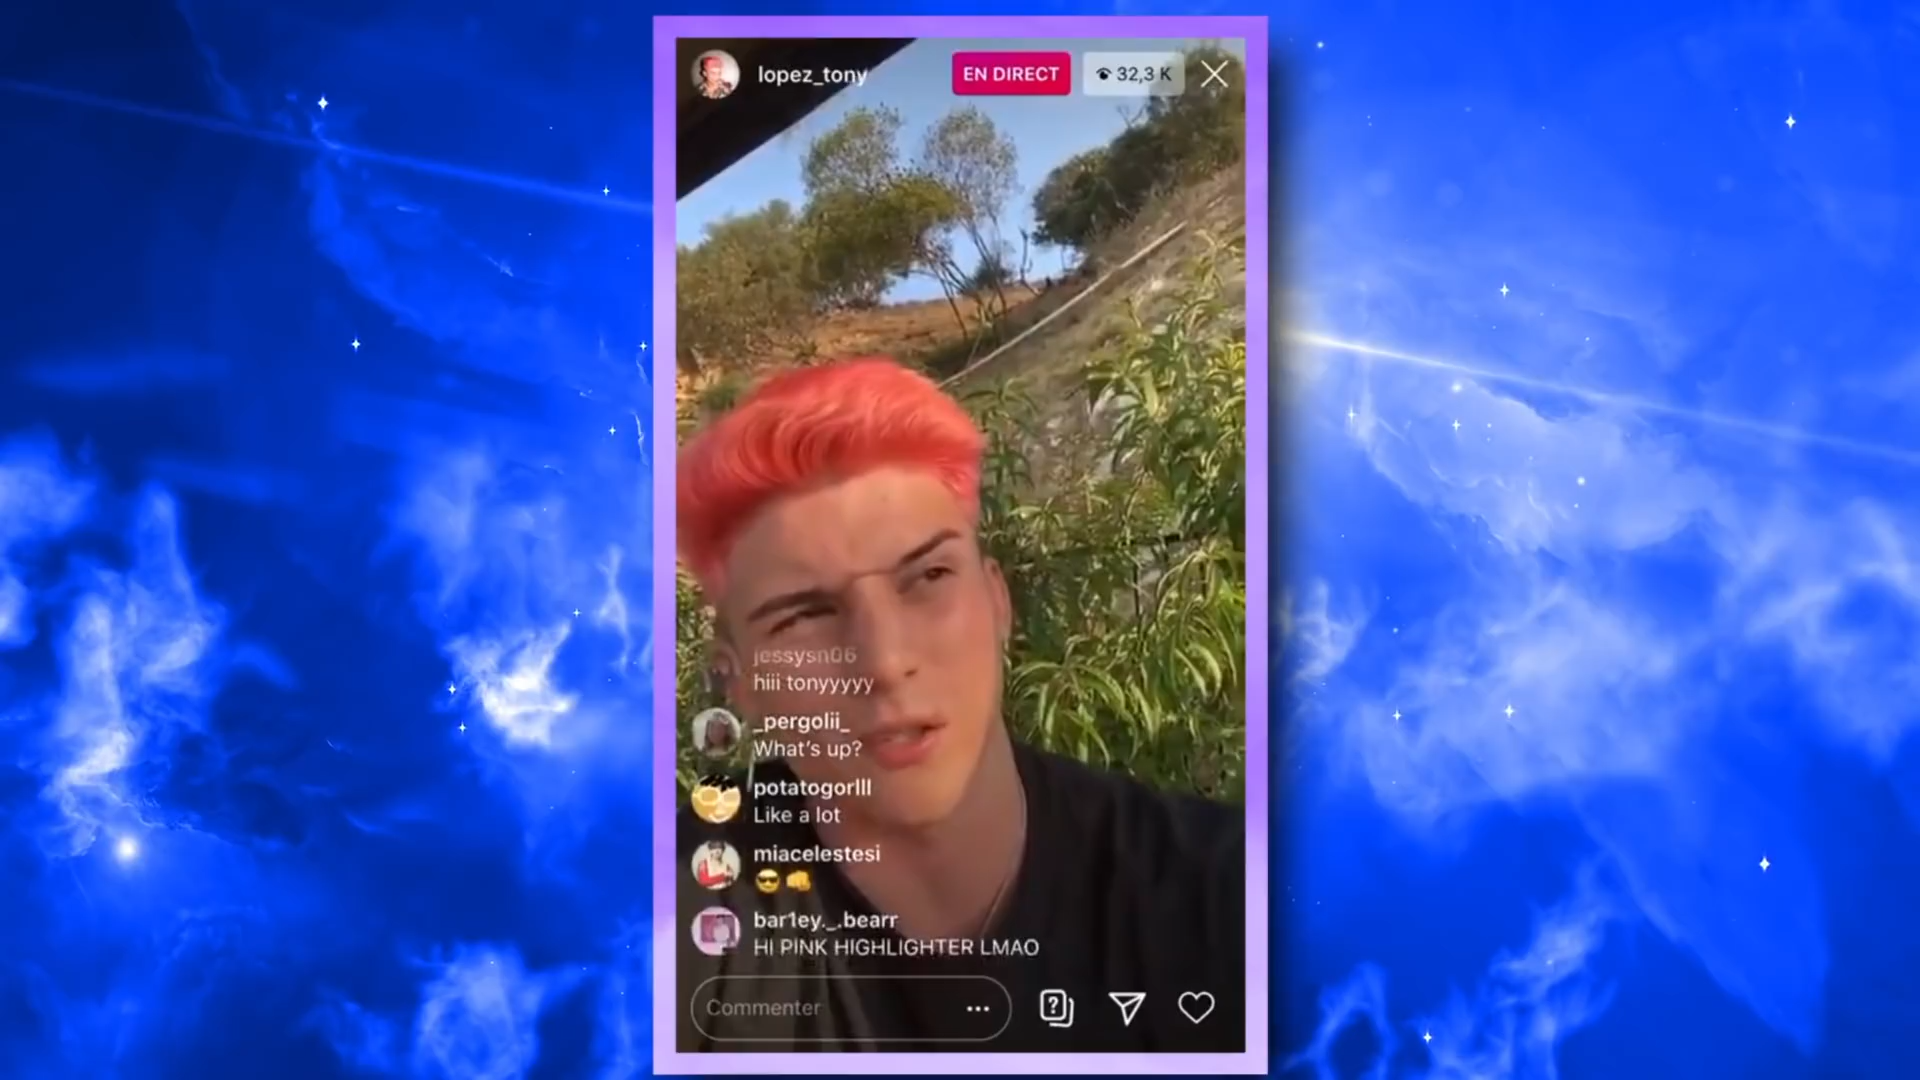 lopez_tony
EN DIRECT
32,3 K
jessysn06
hiii tonyyyyy
_pergolii_
What's up?
potatogorlll
Like a lot
miacelestesi
😎👊
bar1ey._.bearr
HI PINK HIGHLIGHTER LMAO
Commenter